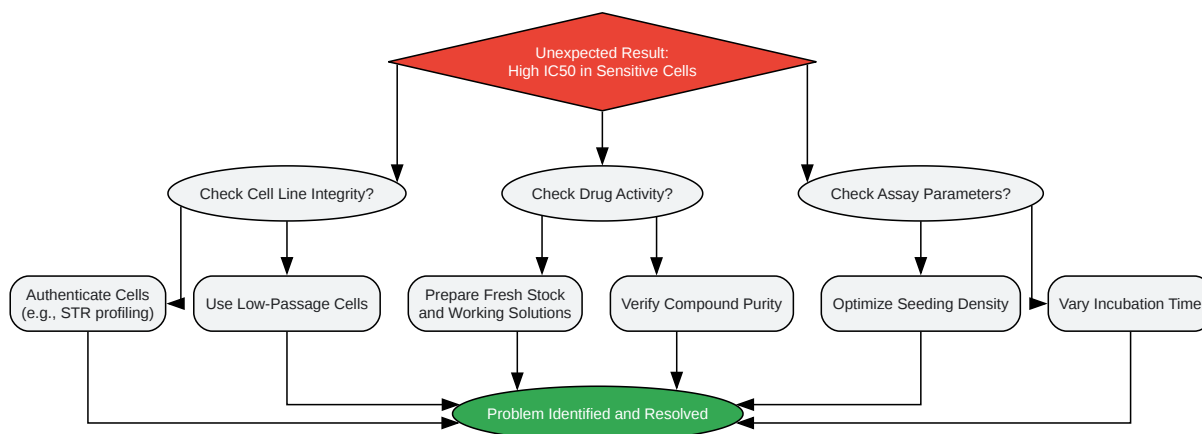 Unexpected Result:
High IC50 in Sensitive Cells
Check Cell Line Integrity?
Check Drug Activity?
Check Assay Parameters?
Authenticate Cells
(e.g., STR profiling)
Use Low-Passage Cells
Prepare Fresh Stock
and Working Solutions
Verify Compound Purity
Optimize Seeding Density
Vary Incubation Time
Problem Identified and Resolved